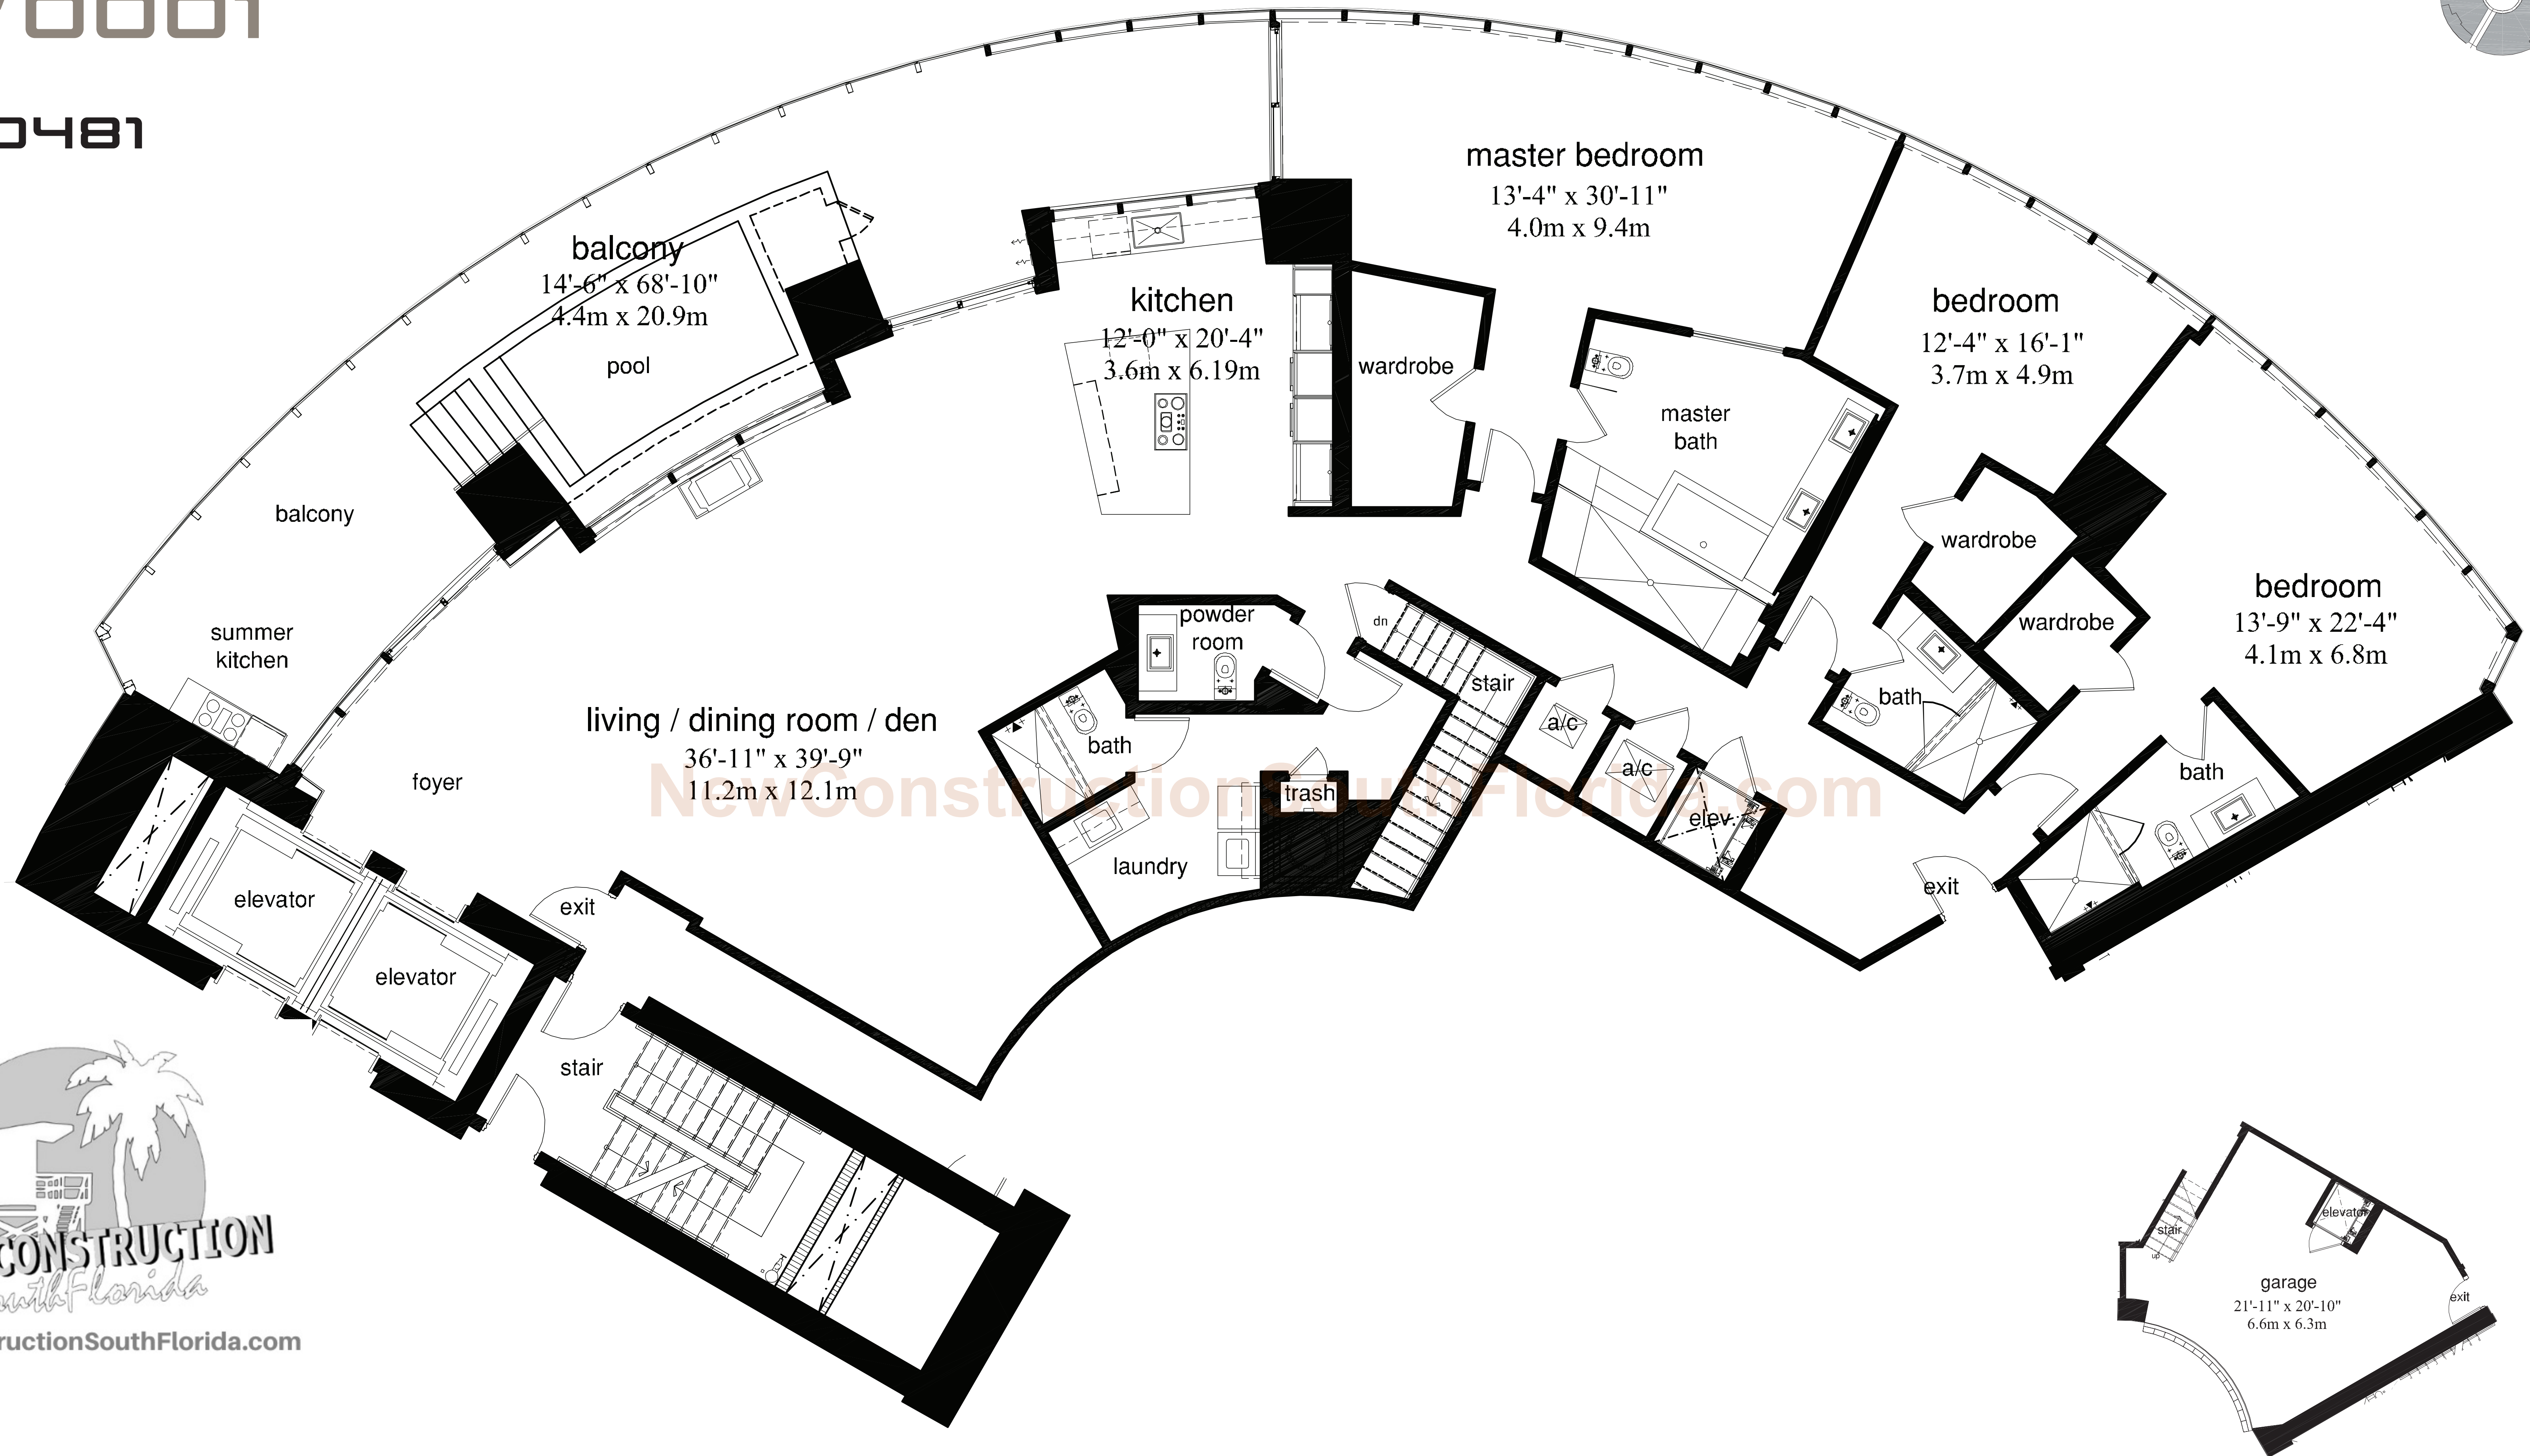 0001
0481
master bedroom
13'-4" x 30'-11"
4.0m x 9.4m
balcony
14'-6" x 68'-10"
4.4m x 20.9m
pool
kitchen
12'-0" x 20'-4"
3.6m x 6.19m
wardrobe
master
bath
bedroom
12'-4" x 16'-1"
3.7m x 4.9m
balcony
wardrobe
wardrobe
bedroom
13'-9" x 22'-4"
4.1m x 6.8m
summer
kitchen
powder
room
dn
stair
bath
living / dining room / den
36'-11" x 39'-9"
11.2m x 12.1m
foyer
bath
a/c
a/c
bath
trash
elev.
NewConstructionSouthFlorida.com
laundry
exit
elevator
exit
elevator
stair
elevator
stair
up
garage
21'-11" x 20'-10"
6.6m x 6.3m
exit
CONSTRUCTION
outhFlorida
ructionSouthFlorida.com